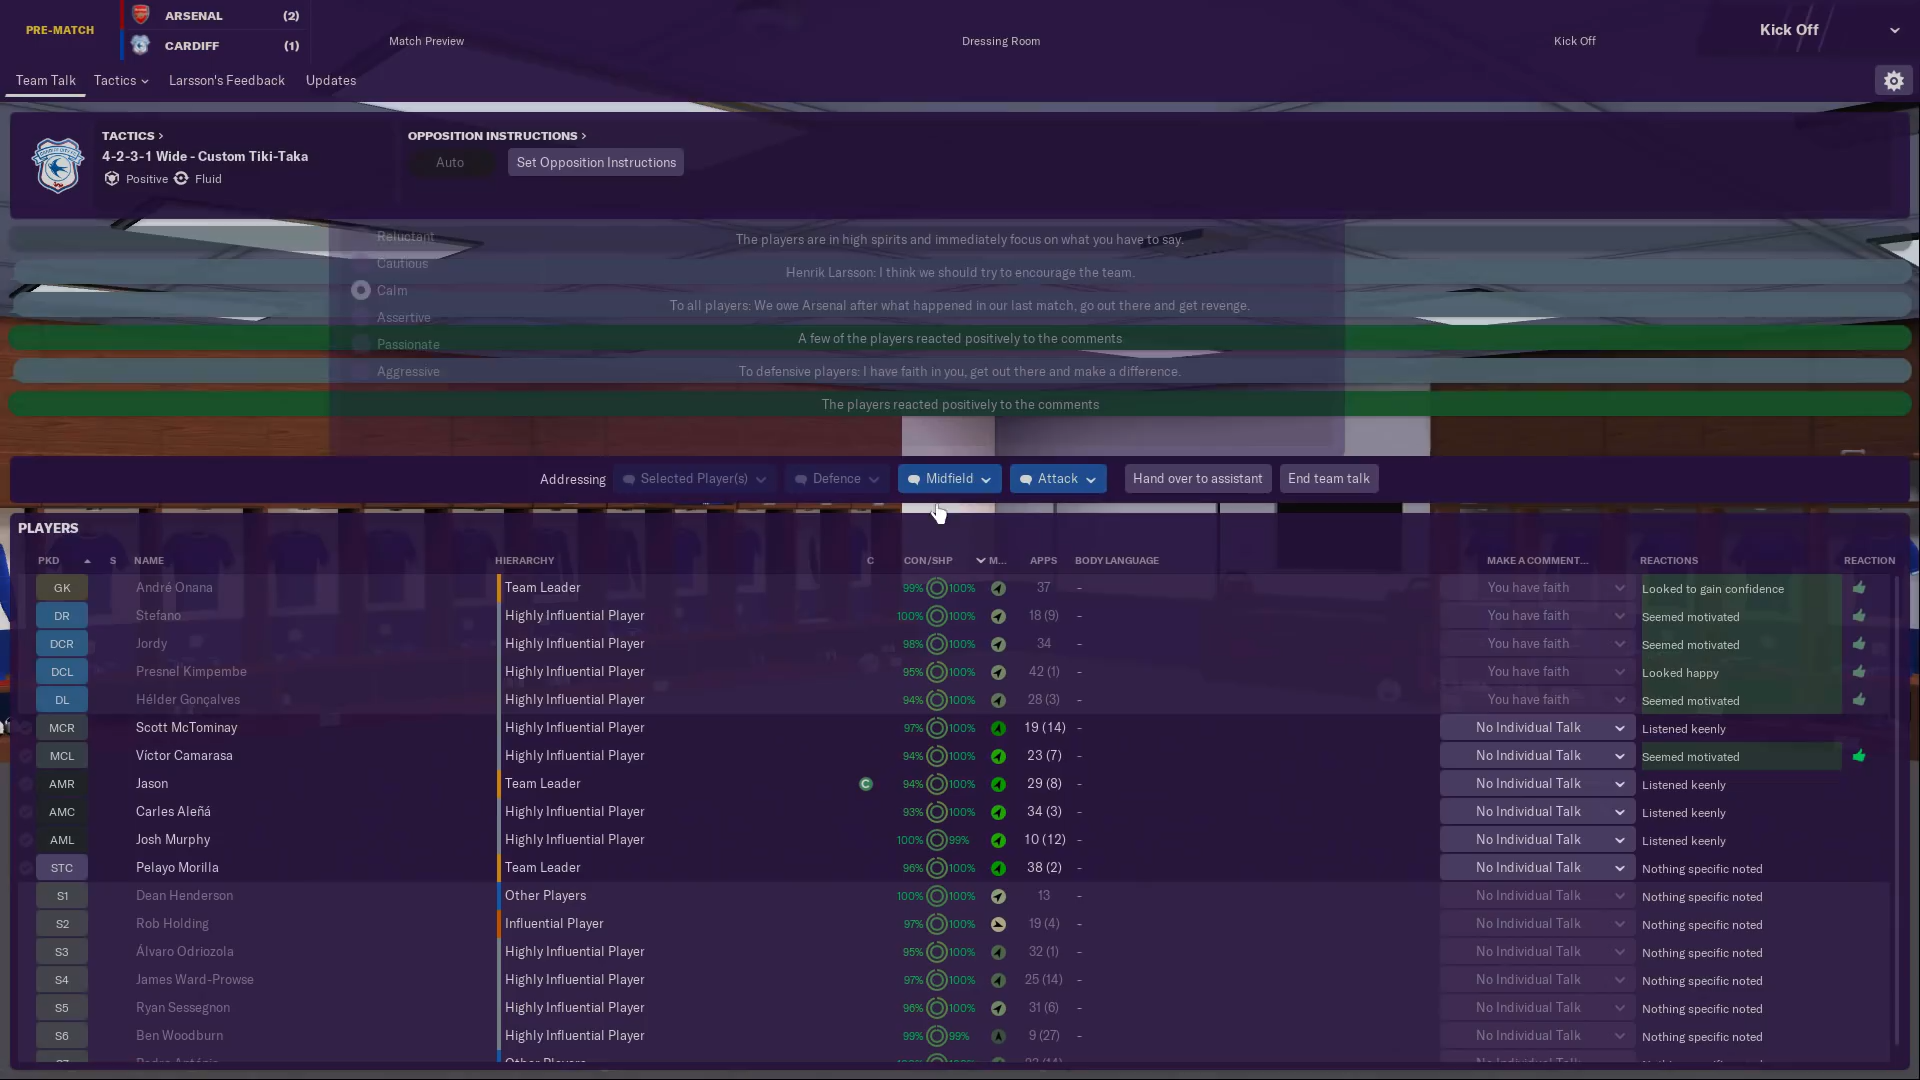 PRE-MATCH
ARSENAL (2)
CARDIFF (1)
Match Preview
Dressing Room
Kick Off
Kick Off
Team Talk Tactics Larsson's Feedback Updates
TACTICS >
4-2-3-1 Wide - Custom Tiki-Taka
Positive Fluid
OPPOSITION INSTRUCTIONS >
Auto Set Opposition Instructions
Reluctant
Cautious
Calm
Assertive
Passionate
Aggressive
The players are in high spirits and immediately focus on what you have to say.
Henrik Larsson: I think we should try to encourage the team.
To all players: We owe Arsenal after what happened in our last match, go out there and get revenge.
A few of the players reacted positively to the comments
To defensive players: I have faith in you, get out there and make a difference.
The players reacted positively to the comments
Addressing Selected Player(s) Defence Midfield Attack Hand over to assistant End team talk
PLAYERS
PKD S NAME HIERARCHY C CON/SHP M... APPS BODY LANGUAGE MAKE A COMMENT... REACTIONS REACTION
GK André Onana Team Leader 99% 100% 37 - You have faith Looked to gain confidence
DR Stefano Highly Influential Player 100% 100% 18 (9) - You have faith Seemed motivated
DCR Jordy Highly Influential Player 98% 100% 34 - You have faith Seemed motivated
DCL Presnel Kimpembe Highly Influential Player 95% 100% 42 (1) - You have faith Looked happy
DL Hélder Gonçalves Highly Influential Player 94% 100% 28 (3) - You have faith Seemed motivated
MCR Scott McTominay Highly Influential Player 97% 100% 19 (14) - No Individual Talk Listened keenly
MCL Víctor Camarasa Highly Influential Player 94% 100% 23 (7) - No Individual Talk Seemed motivated
AMR Jason Team Leader C 94% 100% 29 (8) - No Individual Talk Listened keenly
AMC Carles Aleñá Highly Influential Player 93% 100% 34 (3) - No Individual Talk Listened keenly
AML Josh Murphy Highly Influential Player 100% 99% 10 (12) - No Individual Talk Listened keenly
STC Pelayo Morilla Team Leader 96% 100% 38 (2) - No Individual Talk Nothing specific noted
S1 Dean Henderson Other Players 100% 100% 13 - No Individual Talk Nothing specific noted
S2 Rob Holding Influential Player 97% 100% 19 (4) - No Individual Talk Nothing specific noted
S3 Álvaro Odriozola Highly Influential Player 95% 100% 32 (1) - No Individual Talk Nothing specific noted
S4 James Ward-Prowse Highly Influential Player 97% 100% 25 (14) - No Individual Talk Nothing specific noted
S5 Ryan Sessegnon Highly Influential Player 96% 100% 31 (6) - No Individual Talk Nothing specific noted
S6 Ben Woodburn Highly Influential Player 99% 99% 9 (27) - No Individual Talk Nothing specific noted
Other Players